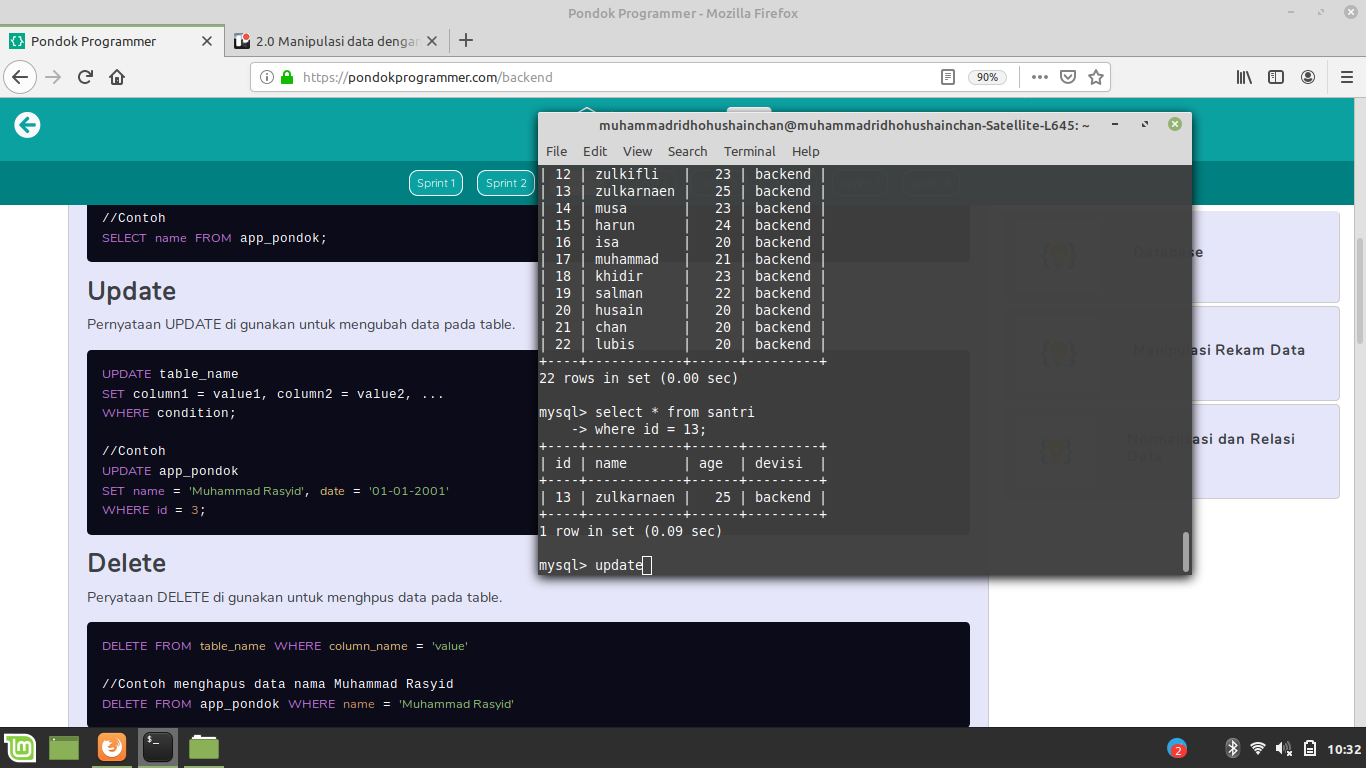 Pondok Programmer - Mozilla Firefox
Pondok Programmer
2.0 Manipulasi data dengan
https://pondokprogrammer.com/backend
90%
Sprint 1
Sprint 2
//Contoh
SELECT name FROM app_pondok;
Update
Pernyataan UPDATE di gunakan untuk mengubah data pada table.
UPDATE table_name
SET column1 = value1, column2 = value2, ...
WHERE condition;
//Contoh
UPDATE app_pondok
SET name = 'Muhammad Rasyid', date = '01-01-2001'
WHERE id = 3;
Delete
Peryataan DELETE di gunakan untuk menghpus data pada table.
DELETE FROM table_name WHERE column_name = 'value'
//Contoh menghapus data nama Muhammad Rasyid
DELETE FROM app_pondok WHERE name = 'Muhammad Rasyid'
muhammadridhohushainchan@muhammadridhohushainchan-Satellite-L645: ~
File Edit View Search Terminal Help
| 12 | zulkifli   |   23 | backend |
| 13 | zulkarnaen |   25 | backend |
| 14 | musa       |   23 | backend |
| 15 | harun      |   24 | backend |
| 16 | isa        |   20 | backend |
| 17 | muhammad   |   21 | backend |
| 18 | khidir     |   23 | backend |
| 19 | salman     |   22 | backend |
| 20 | husain     |   20 | backend |
| 21 | chan       |   20 | backend |
| 22 | lubis      |   20 | backend |
+----+------------+------+---------+
22 rows in set (0.00 sec)
mysql> select * from santri
    -> where id = 13;
+----+------------+------+---------+
| id | name       | age  | devisi  |
+----+------------+------+---------+
| 13 | zulkarnaen |   25 | backend |
+----+------------+------+---------+
1 row in set (0.09 sec)
mysql> update
Database
Manipulasi Rekam Data
Normalisasi dan Relasi
Data
2
10:32